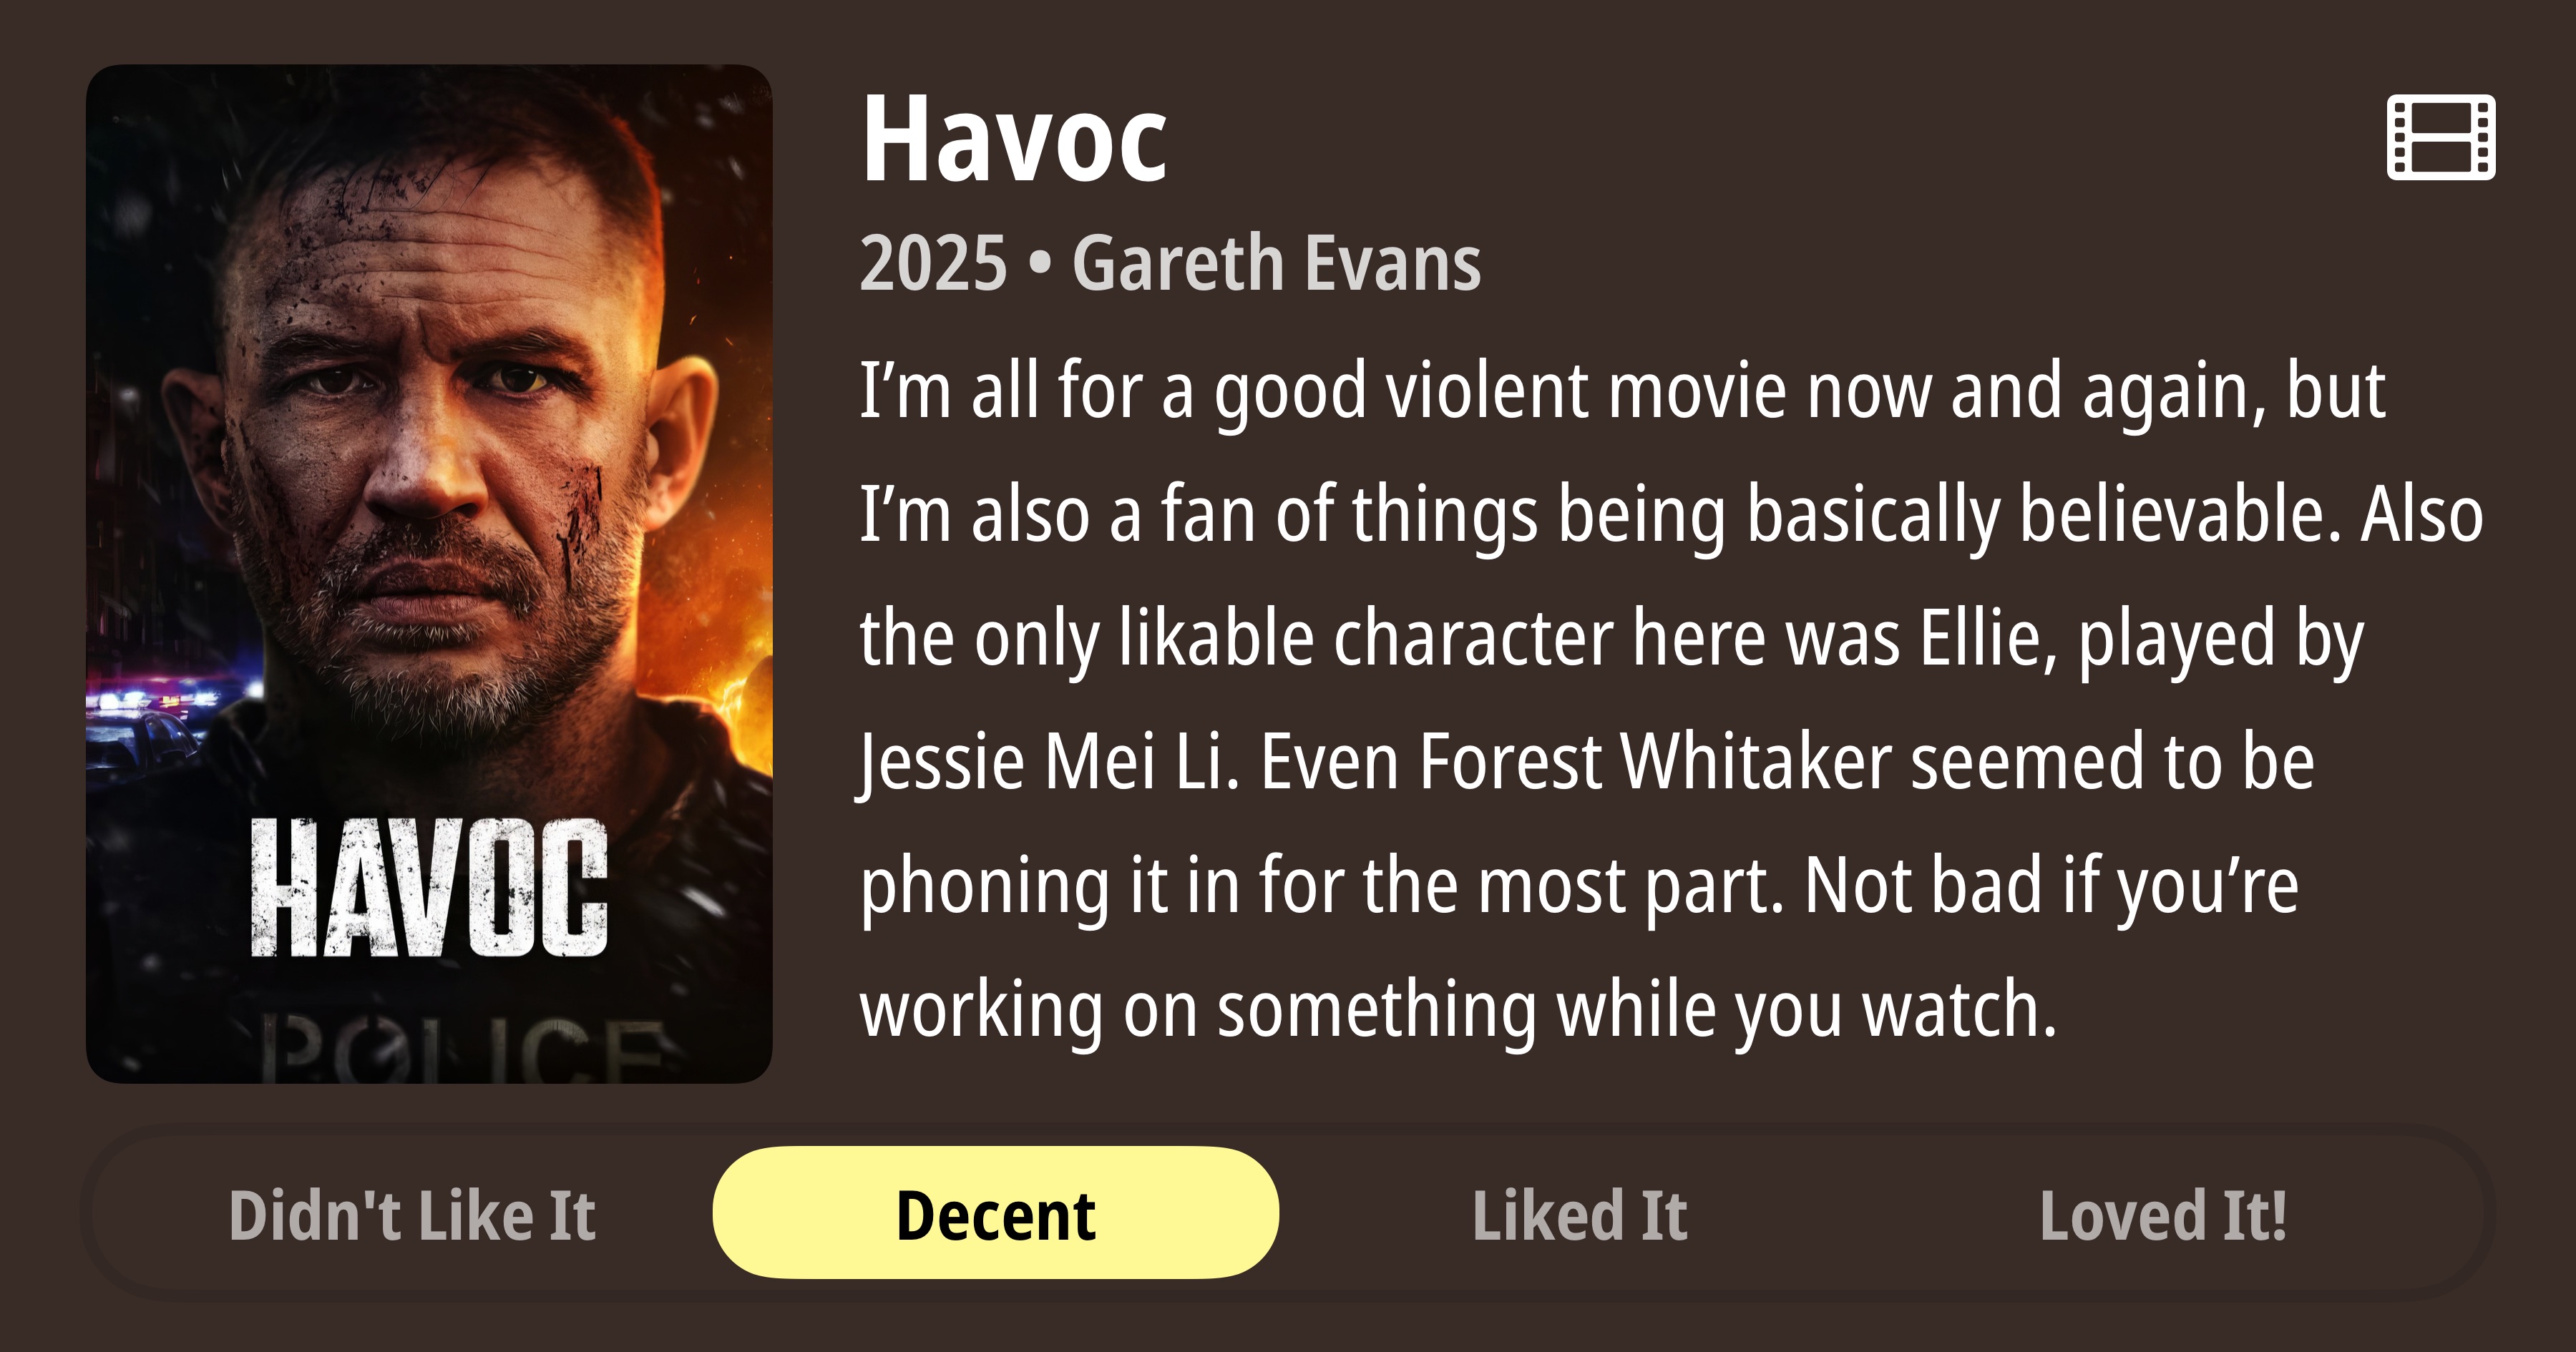 Havoc
2025 • Gareth Evans
I’m all for a good violent movie now and again, but
I’m also a fan of things being basically believable. Also
the only likable character here was Ellie, played by
Jessie Mei Li. Even Forest Whitaker seemed to be
phoning it in for the most part. Not bad if you’re
working on something while you watch.
HAVOC
POLICE
Didn't Like It
Decent
Liked It
Loved It!